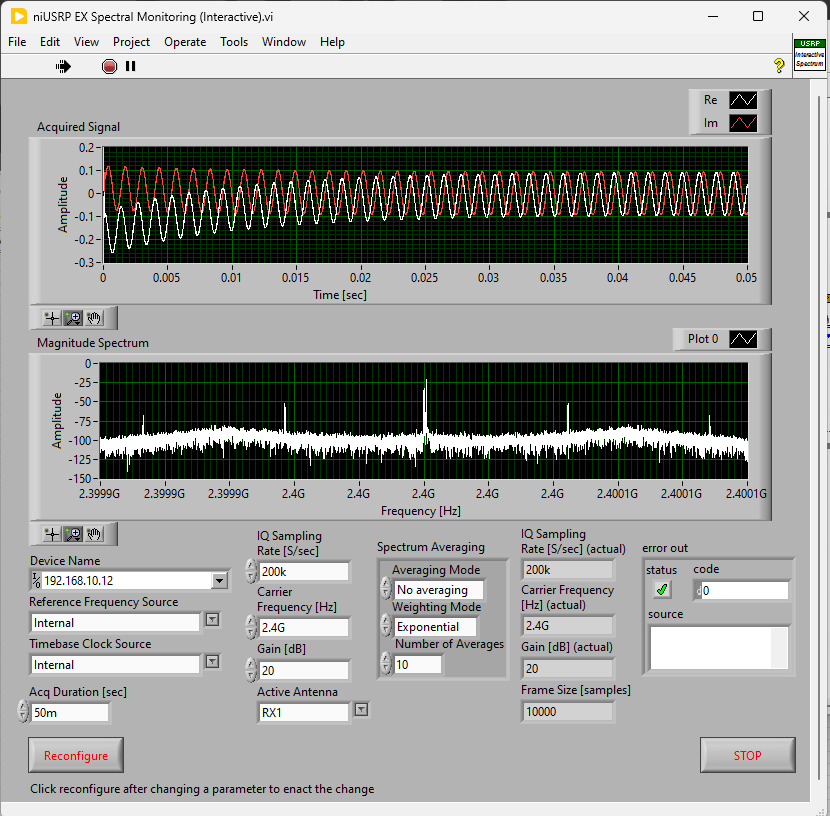 niUSRP EX Spectral Monitoring (Interactive).vi
File Edit View Project Operate Tools Window Help
?
USRP
Interactive
Spectrum
Re
Im
Acquired Signal
Amplitude
0.2
0.1
0
-0.1
-0.2
-0.3
0 0.005 0.01 0.015 0.02 0.025 0.03 0.035 0.04 0.045 0.05
Time [sec]
Magnitude Spectrum
Plot 0
Amplitude
0
-25
-50
-75
-100
-125
-150
2.3999G 2.3999G 2.3999G 2.4G 2.4G 2.4G 2.4G 2.4G 2.4001G 2.4001G 2.4001G
Frequency [Hz]
Device Name
192.168.10.12
Reference Frequency Source
Internal
Timebase Clock Source
Internal
Acq Duration [sec]
50m
IQ Sampling
Rate [S/sec]
200k
Carrier
Frequency [Hz]
2.4G
Gain [dB]
20
Active Antenna
RX1
Spectrum Averaging
Averaging Mode
No averaging
Weighting Mode
Exponential
Number of Averages
10
IQ Sampling
Rate [S/sec] (actual)
200k
Carrier Frequency
[Hz] (actual)
2.4G
Gain [dB] (actual)
20
Frame Size [samples]
10000
error out
status
code
0
source
Reconfigure
STOP
Click reconfigure after changing a parameter to enact the change